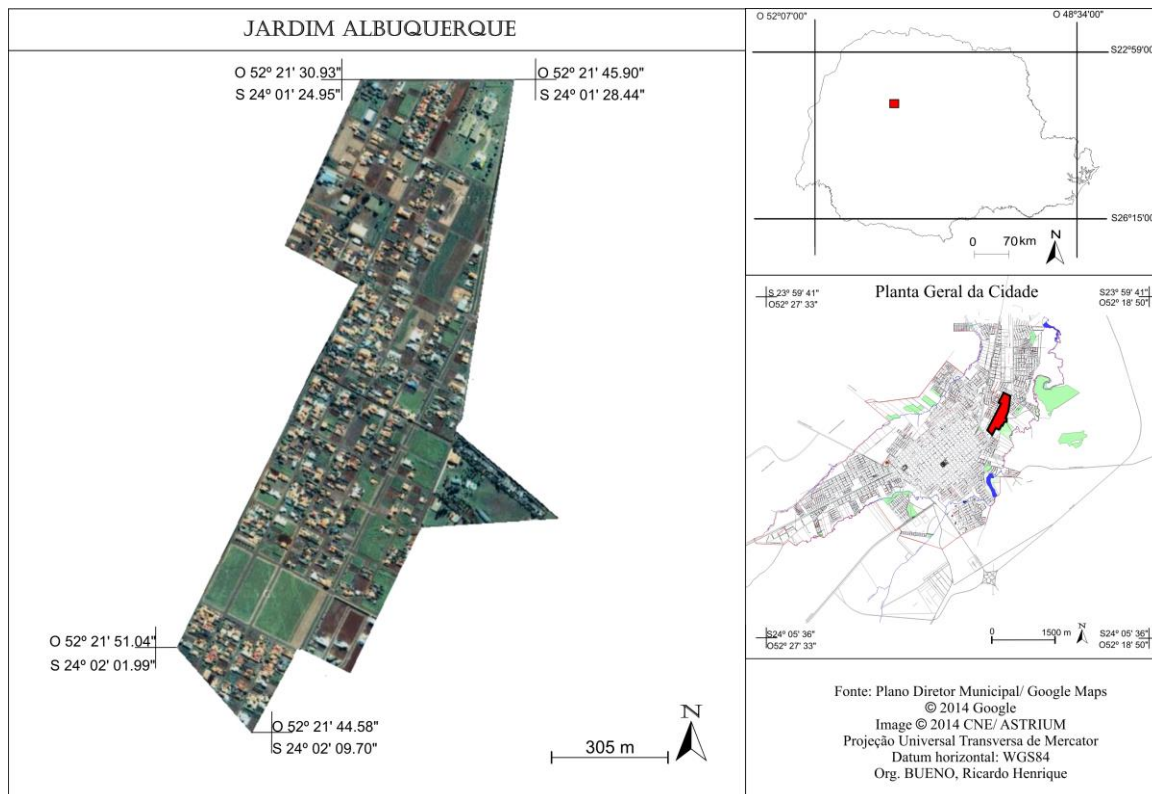 JARDIM ALBUQUERQUE
O 52º 21' 30.93"
S 24º 01' 24.95"
O 52º 21' 45.90"
S 24º 01' 28.44"
O 52º 21' 51.04"
S 24º 02' 01.99"
O 52º 21' 44.58"
S 24º 02' 09.70"
305 m
N
O 52º07'00"
O 48º34'00"
S22º59'00
S26º15'00
0 70 km
N
Planta Geral da Cidade
S 23º 59' 41"
O52º 27' 33"
S23º 59' 41"
O52º 18' 50"
S24º 05' 36"
O52º 27' 33"
0 1500 m
N
S24º 05' 36"
O52º 18' 50"
Fonte: Plano Diretor Municipal/ Google Maps
© 2014 Google
Image © 2014 CNE/ ASTRIUM
Projeção Universal Transversa de Mercator
Datum horizontal: WGS84
Org. BUENO, Ricardo Henrique